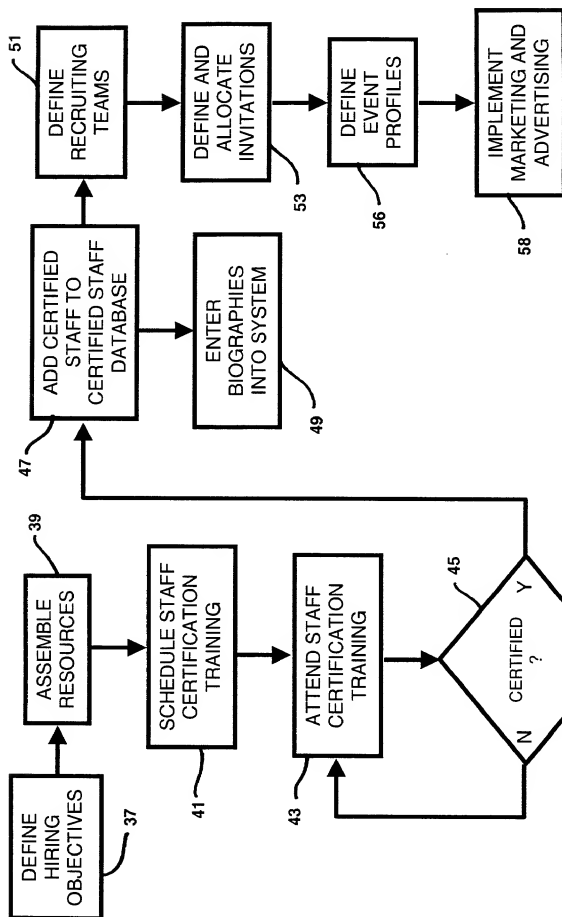 DEFINE
HIRING
OBJECTIVES
37
ASSEMBLE
RESOURCES
39
SCHEDULE STAFF
CERTIFICATION
TRAINING
41
ATTEND STAFF
CERTIFICATION
TRAINING
43
CERTIFIED
?
N
Y
45
ADD CERTIFIED
STAFF TO
CERTIFIED STAFF
DATABASE
47
ENTER
BIOGRAPHIES
INTO SYSTEM
49
DEFINE
RECRUITING
TEAMS
51
DEFINE AND
ALLOCATE
INVITATIONS
53
DEFINE
EVENT
PROFILES
56
IMPLEMENT
MARKETING AND
ADVERTISING
58